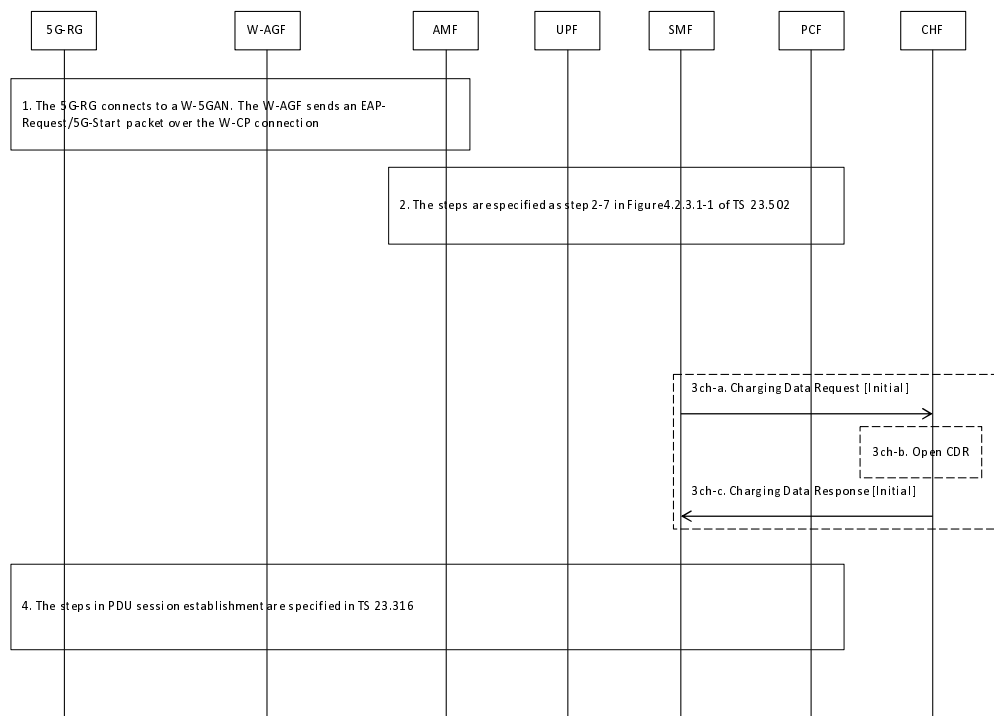 5G-RG
W-AGF
AMF
UPF
SMF
PCF
CHF
1. The 5G-RG connects to a W-5GAN. The W-AGF sends an EAP-
Request/5G-Start packet over the W-CP connection
2. The steps are specified as step 2-7 in Figure4.2.3.1-1 of TS 23.502
3ch-a. Charging Data Request [Initial]
3ch-b. Open CDR
3ch-c. Charging Data Response [Initial]
4. The steps in PDU session establishment are specified in TS 23.316